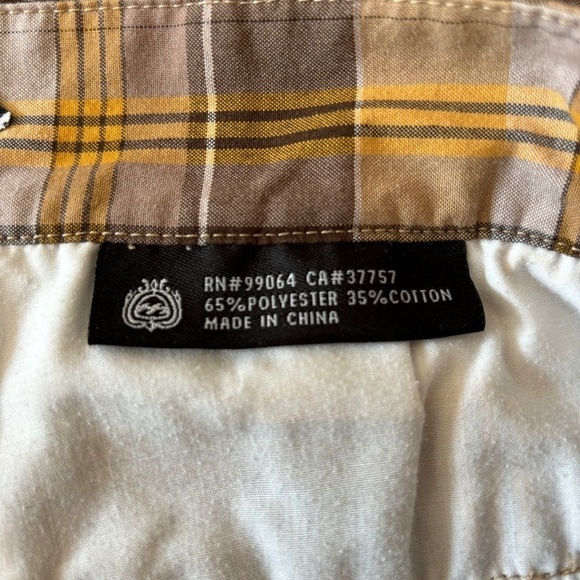 RN#99064 CA#37757
65%POLYESTER 35%COTTON
MADE IN CHINA